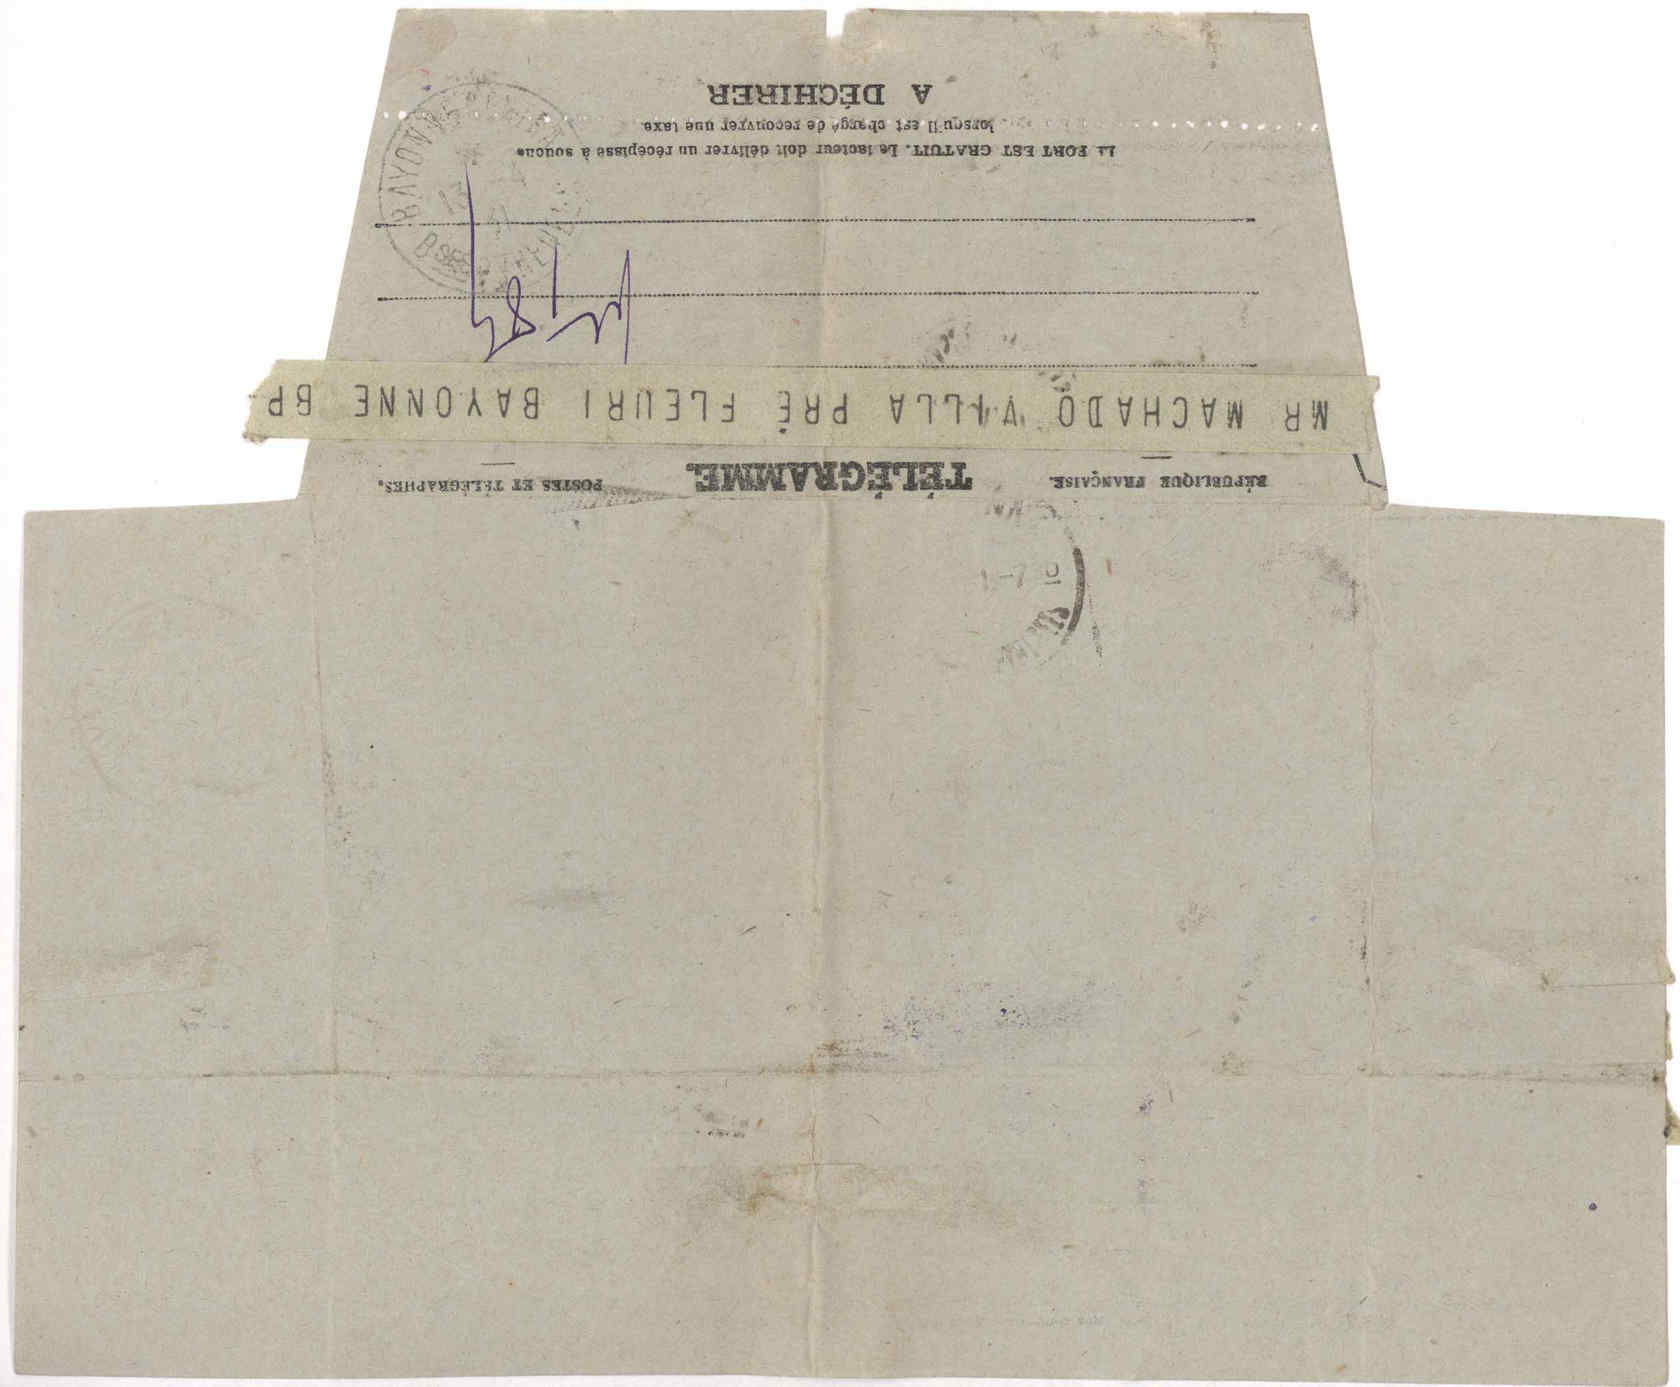 RÉPUBLIQUE FRANÇAISE. TÉLÉGRAMME. POSTES ET TÉLÉGRAPHES.
MR MACHADO VILLA PRÉ FLEURI BAYONNE BP
Le PORT EST GRATUIT. Le facteur doit délivrer un récépissé à souche
lorsqu'il est chargé de recouvrer une taxe.
A DÉCHIRER
BAYONNE